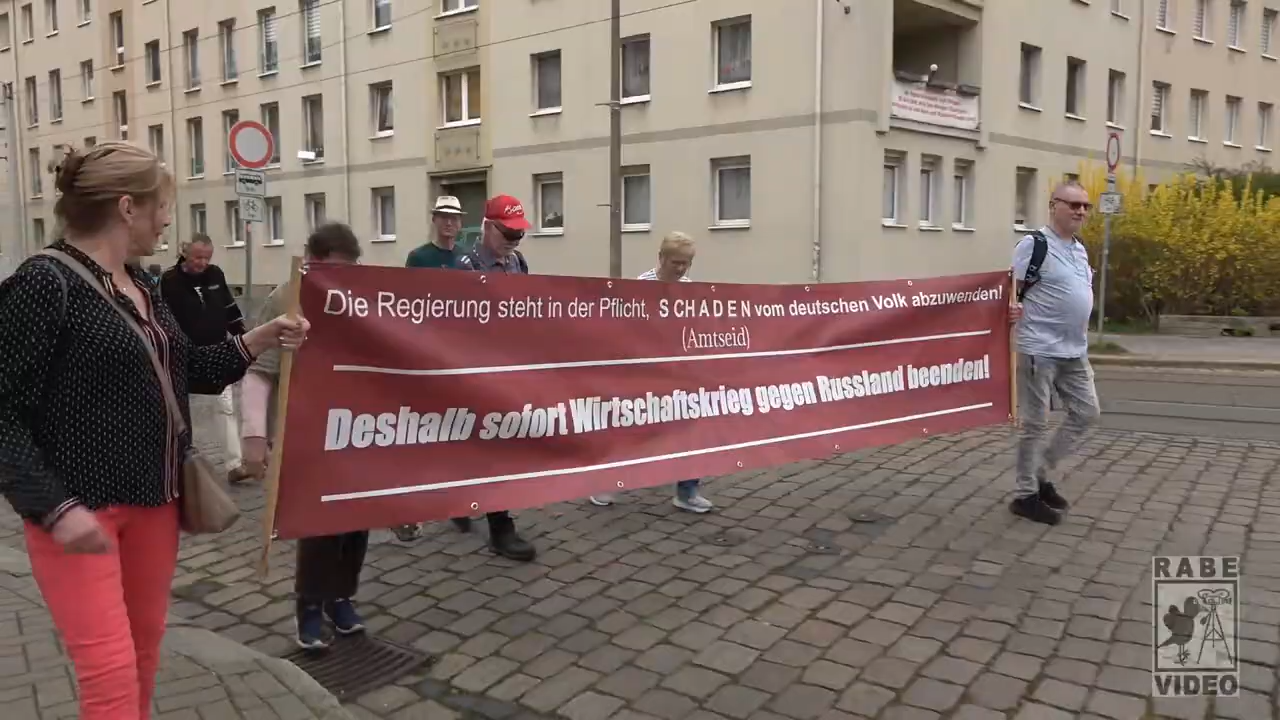 Die Regierung steht in der Pflicht, SCHADEN vom deutschen Volk abzuwenden!
(Amtseid)
Deshalb sofort Wirtschaftskrieg gegen Russland beenden!
RABE
VIDEO